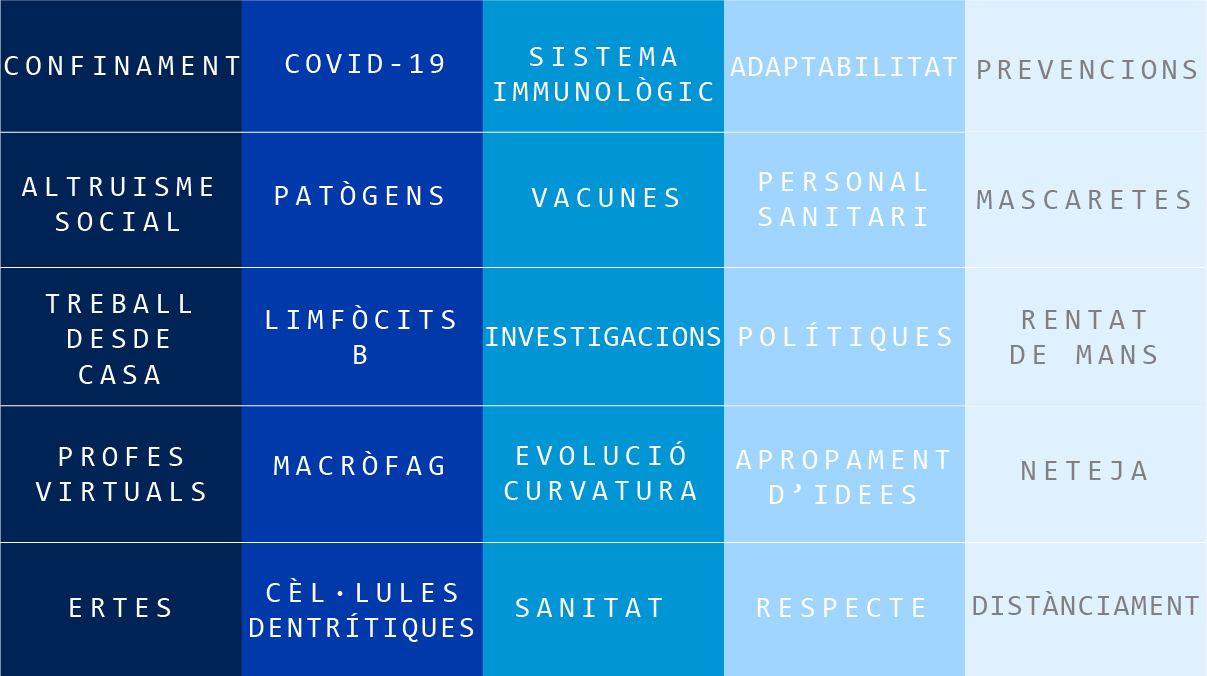 CONFINAMENT
COVID-19
SISTEMA
IMMUNOLÒGIC
ADAPTABILITAT
PREVENCIONS
ALTRUISME
SOCIAL
PATÒGENS
VACUNES
PERSONAL
SANITARI
MASCARETES
TREBALL
DESDE
CASA
LIMFÒCITS
B
INVESTIGACIONS
POLÍTIQUES
RENTAT
DE MANS
PROFES
VIRTUALS
MACRÒFAG
EVOLUCIÓ
CURVATURA
APROPAMENT
D’IDEES
NETEJA
ERTES
CÈL·LULES
DENTRÍTIQUES
SANITAT
RESPECTE
DISTÀNCIAMENT